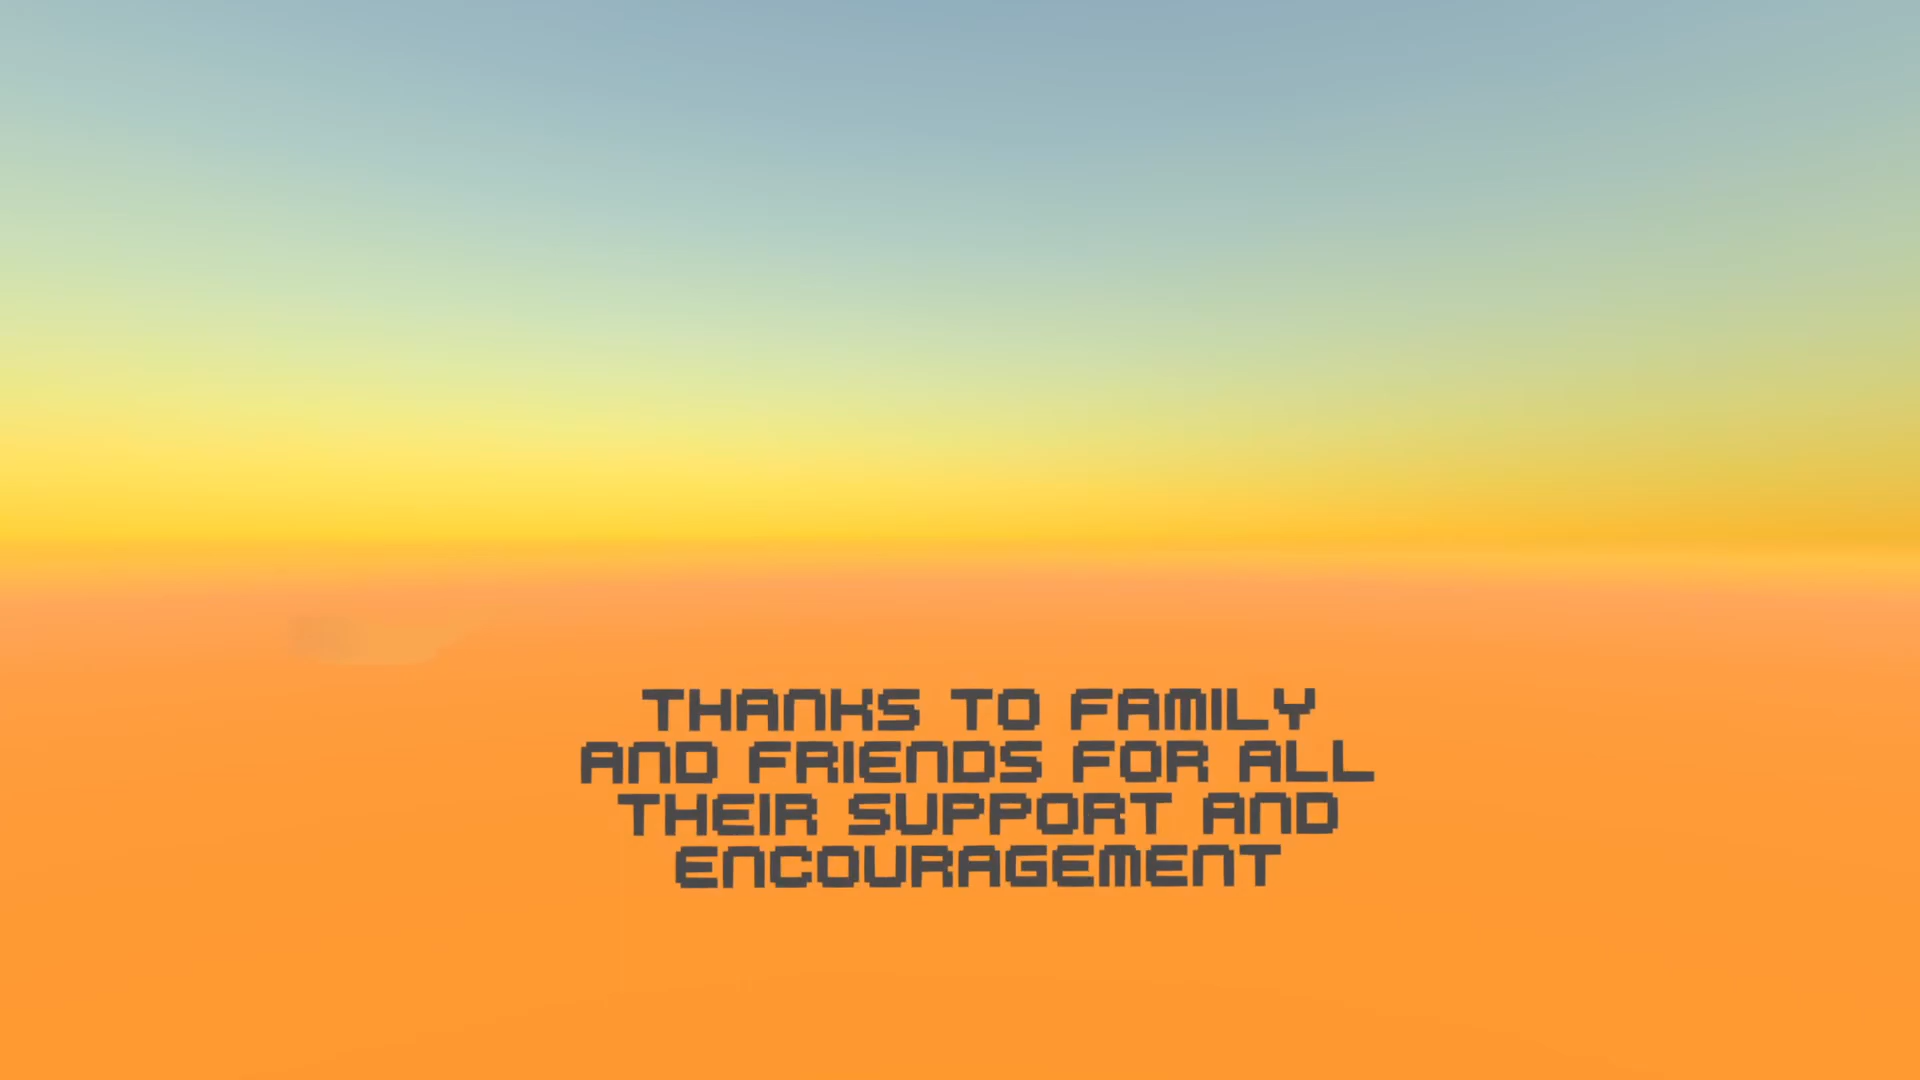 THANKS TO FAMILY
AND FRIENDS FOR ALL
THEIR SUPPORT AND
ENCOURAGEMENT